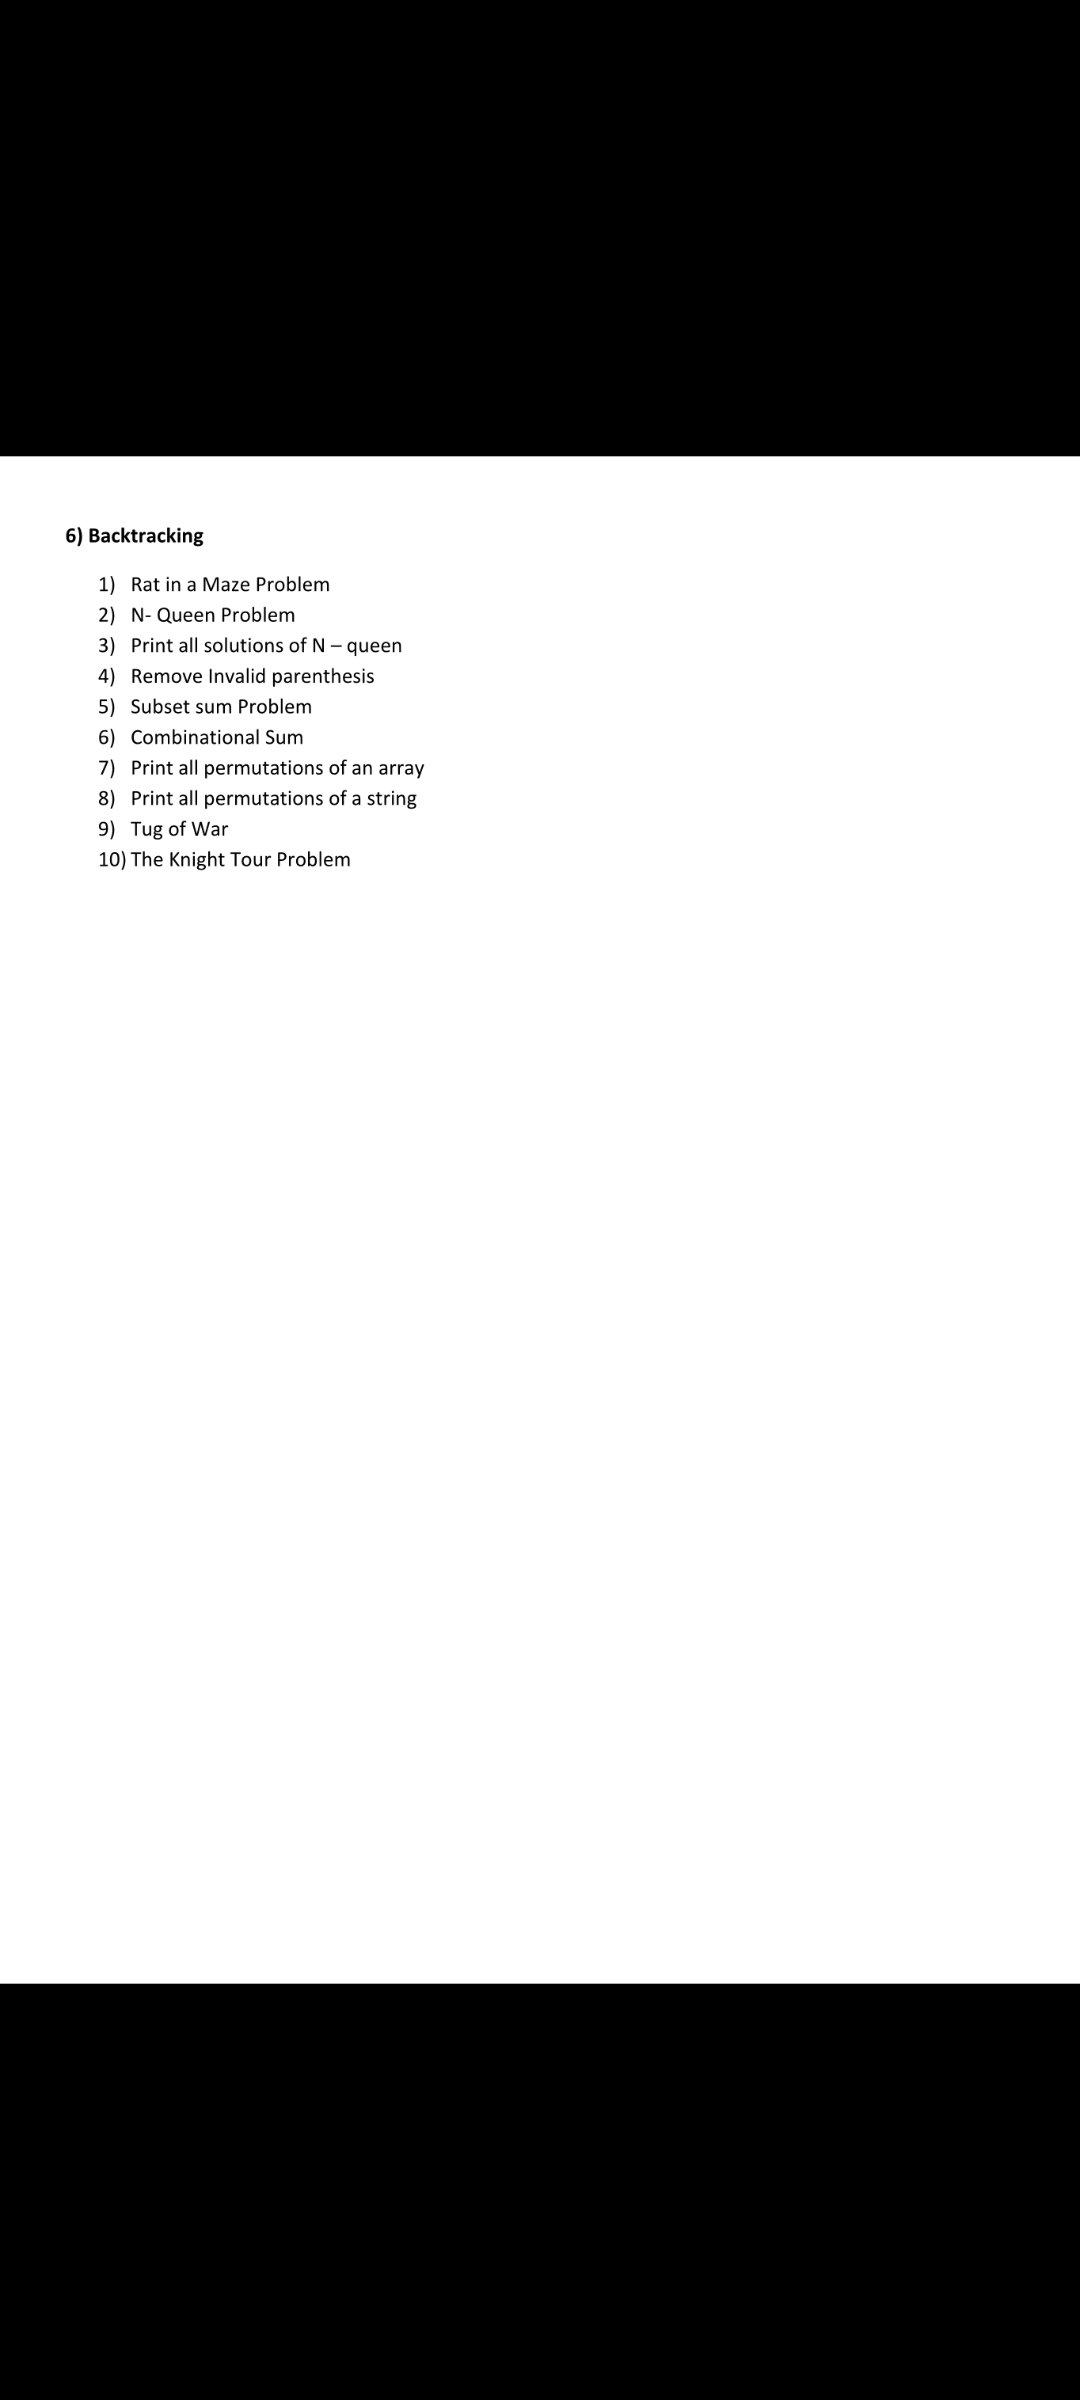 6) Backtracking
1) Rat in a Maze Problem
2) N- Queen Problem
3) Print all solutions of N – queen
4) Remove Invalid parenthesis
5) Subset sum Problem
6) Combinational Sum
7) Print all permutations of an array
8) Print all permutations of a string
9) Tug of War
10) The Knight Tour Problem